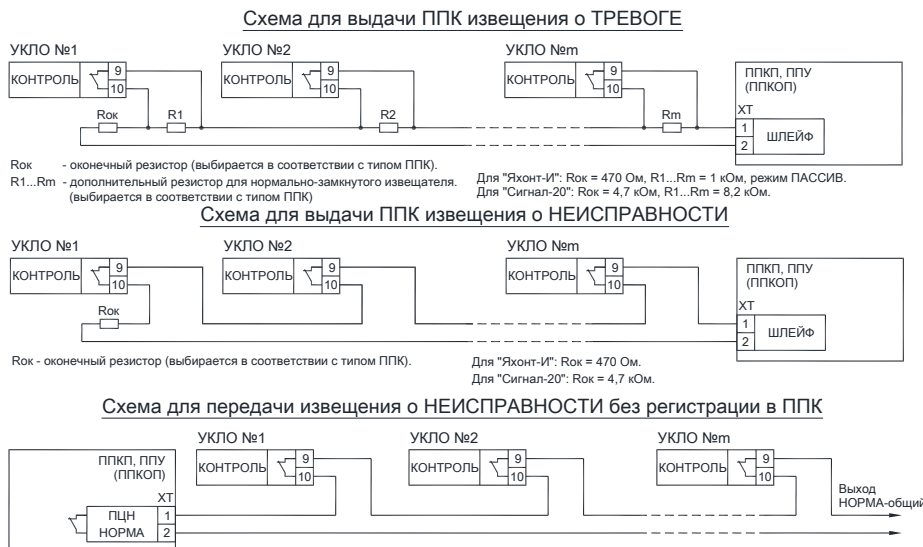 Схема для выдачи ППК извещения о ТРЕВОГЕ
УКЛО №1
УКЛО №2
УКЛО №m
КОНТРОЛЬ 9
10
КОНТРОЛЬ 9
10
КОНТРОЛЬ 9
10
ППКП, ППУ
(ППКОП)
XT
Rок
R1
R2
Rm
1
2
ШЛЕЙФ
Rок - оконечный резистор (выбирается в соответствии с типом ППК).
R1...Rm - дополнительный резистор для нормально-замкнутого извещателя.
(выбирается в соответствии с типом ППК)
Для "Яхонт-И": Rок = 470 Ом, R1...Rm = 1 кОм, режим ПАССИВ.
Для "Сигнал-20": Rок = 4,7 кОм, R1...Rm = 8,2 кОм.
Схема для выдачи ППК извещения о НЕИСПРАВНОСТИ
УКЛО №1
УКЛО №2
УКЛО №m
КОНТРОЛЬ 9
10
КОНТРОЛЬ 9
10
КОНТРОЛЬ 9
10
ППКП, ППУ
(ППКОП)
XT
Rок
1
2
ШЛЕЙФ
Rок - оконечный резистор (выбирается в соответствии с типом ППК).
Для "Яхонт-И": Rок = 470 Ом.
Для "Сигнал-20": Rок = 4,7 кОм.
Схема для передачи извещения о НЕИСПРАВНОСТИ без регистрации в ППК
УКЛО №1
УКЛО №2
УКЛО №m
ППКП, ППУ
(ППКОП)
КОНТРОЛЬ 9
10
КОНТРОЛЬ 9
10
КОНТРОЛЬ 9
10
XT
ПЦН 1
НОРМА 2
Выход
НОРМА-общий